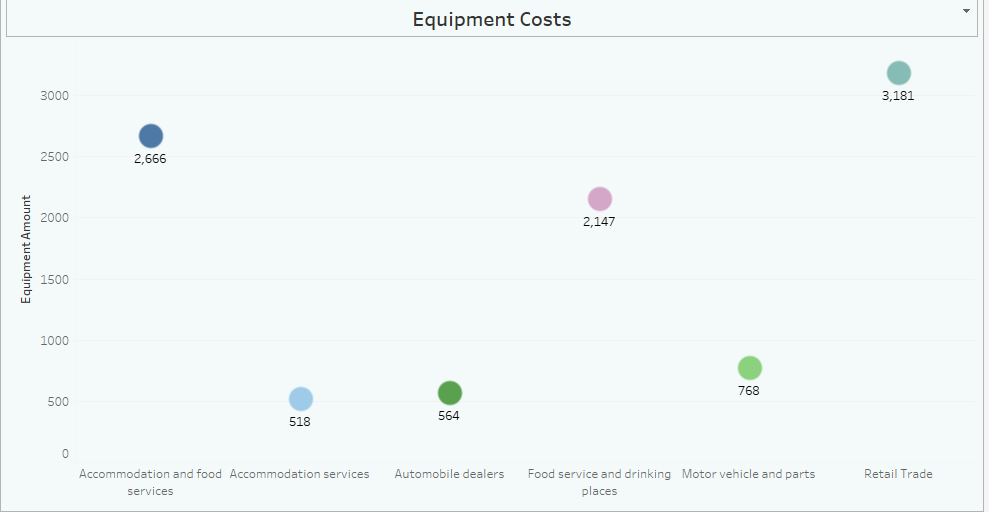 Equipment Costs
3000
2500
2000
1500
1000
500
0
Equipment Amount
2,666
518
564
2,147
768
3,181
Accommodation and food
services
Accommodation services
Automobile dealers
Food service and drinking
places
Motor vehicle and parts
Retail Trade